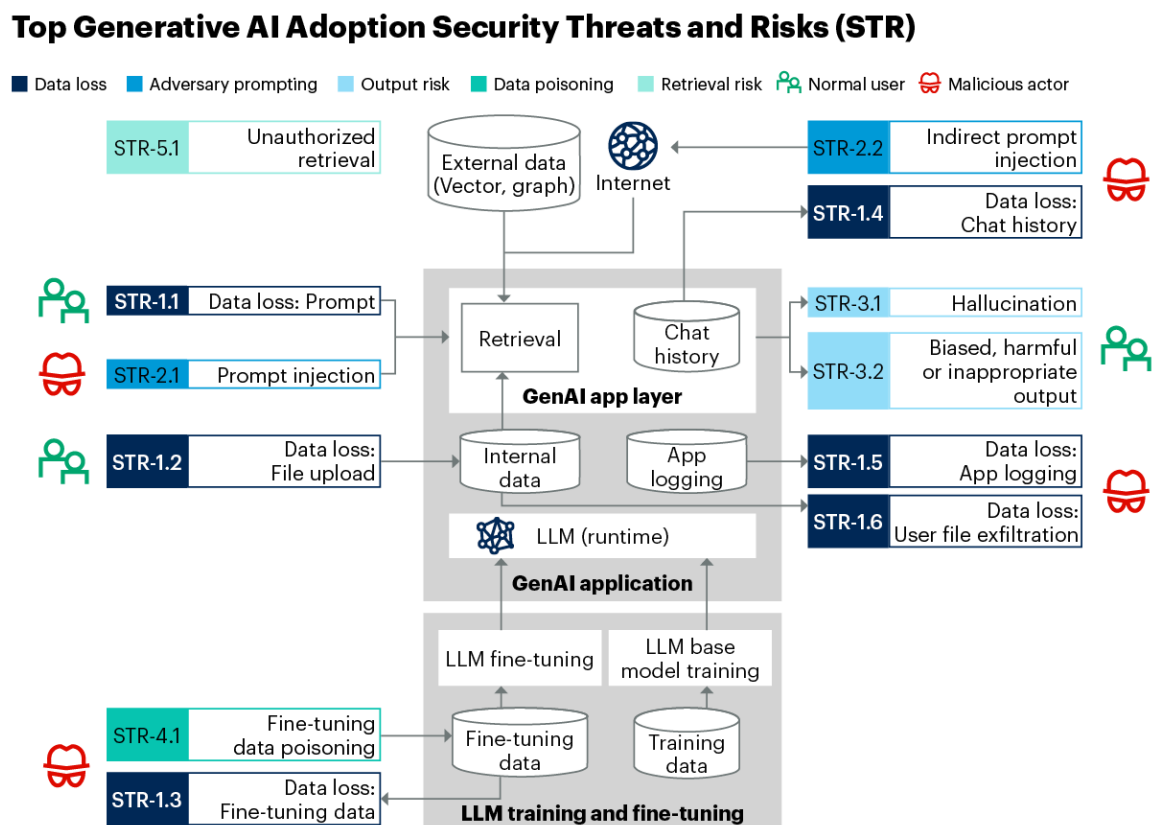 Top Generative AI Adoption Security Threats and Risks (STR)
Data loss
Adversary prompting
Output risk
Data poisoning
Retrieval risk
Normal user
Malicious actor
STR-5.1
Unauthorized
retrieval
External data
(Vector, graph)
Internet
STR-2.2
Indirect prompt
injection
STR-1.4
Data loss:
Chat history
STR-1.1
Data loss: Prompt
STR-2.1
Prompt injection
Retrieval
Chat
history
GenAI app layer
STR-3.1
Hallucination
STR-3.2
Biased, harmful
or inappropriate
output
STR-1.2
Data loss:
File upload
Internal
data
App
logging
STR-1.5
Data loss:
App logging
STR-1.6
Data loss:
User file exfiltration
LLM (runtime)
GenAI application
LLM fine-tuning
LLM base
model training
STR-4.1
Fine-tuning
data poisoning
Fine-tuning
data
Training
data
STR-1.3
Data loss:
Fine-tuning data
LLM training and fine-tuning